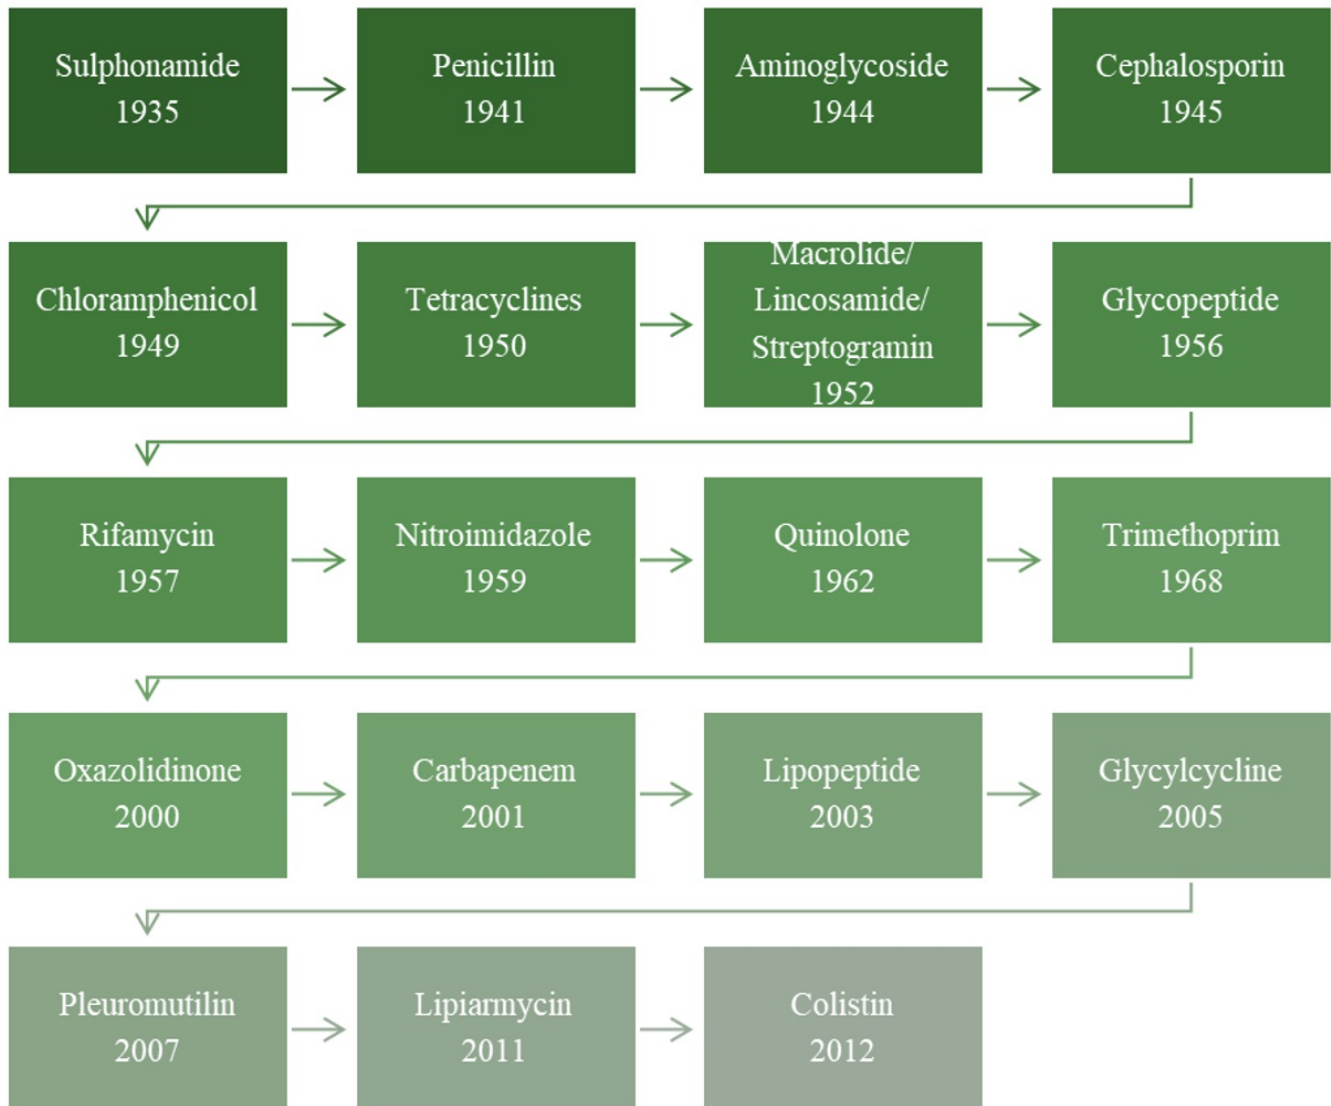 Sulphonamide
1935
Penicillin
1941
Aminoglycoside
1944
Cephalosporin
1945
Chloramphenicol
1949
Tetracyclines
1950
Macrolide/
Lincosamide/
Streptogramin
1952
Glycopeptide
1956
Rifamycin
1957
Nitroimidazole
1959
Quinolone
1962
Trimethoprim
1968
Oxazolidinone
2000
Carbapenem
2001
Lipopeptide
2003
Glycylcycline
2005
Pleuromutilin
2007
Lipiarmycin
2011
Colistin
2012